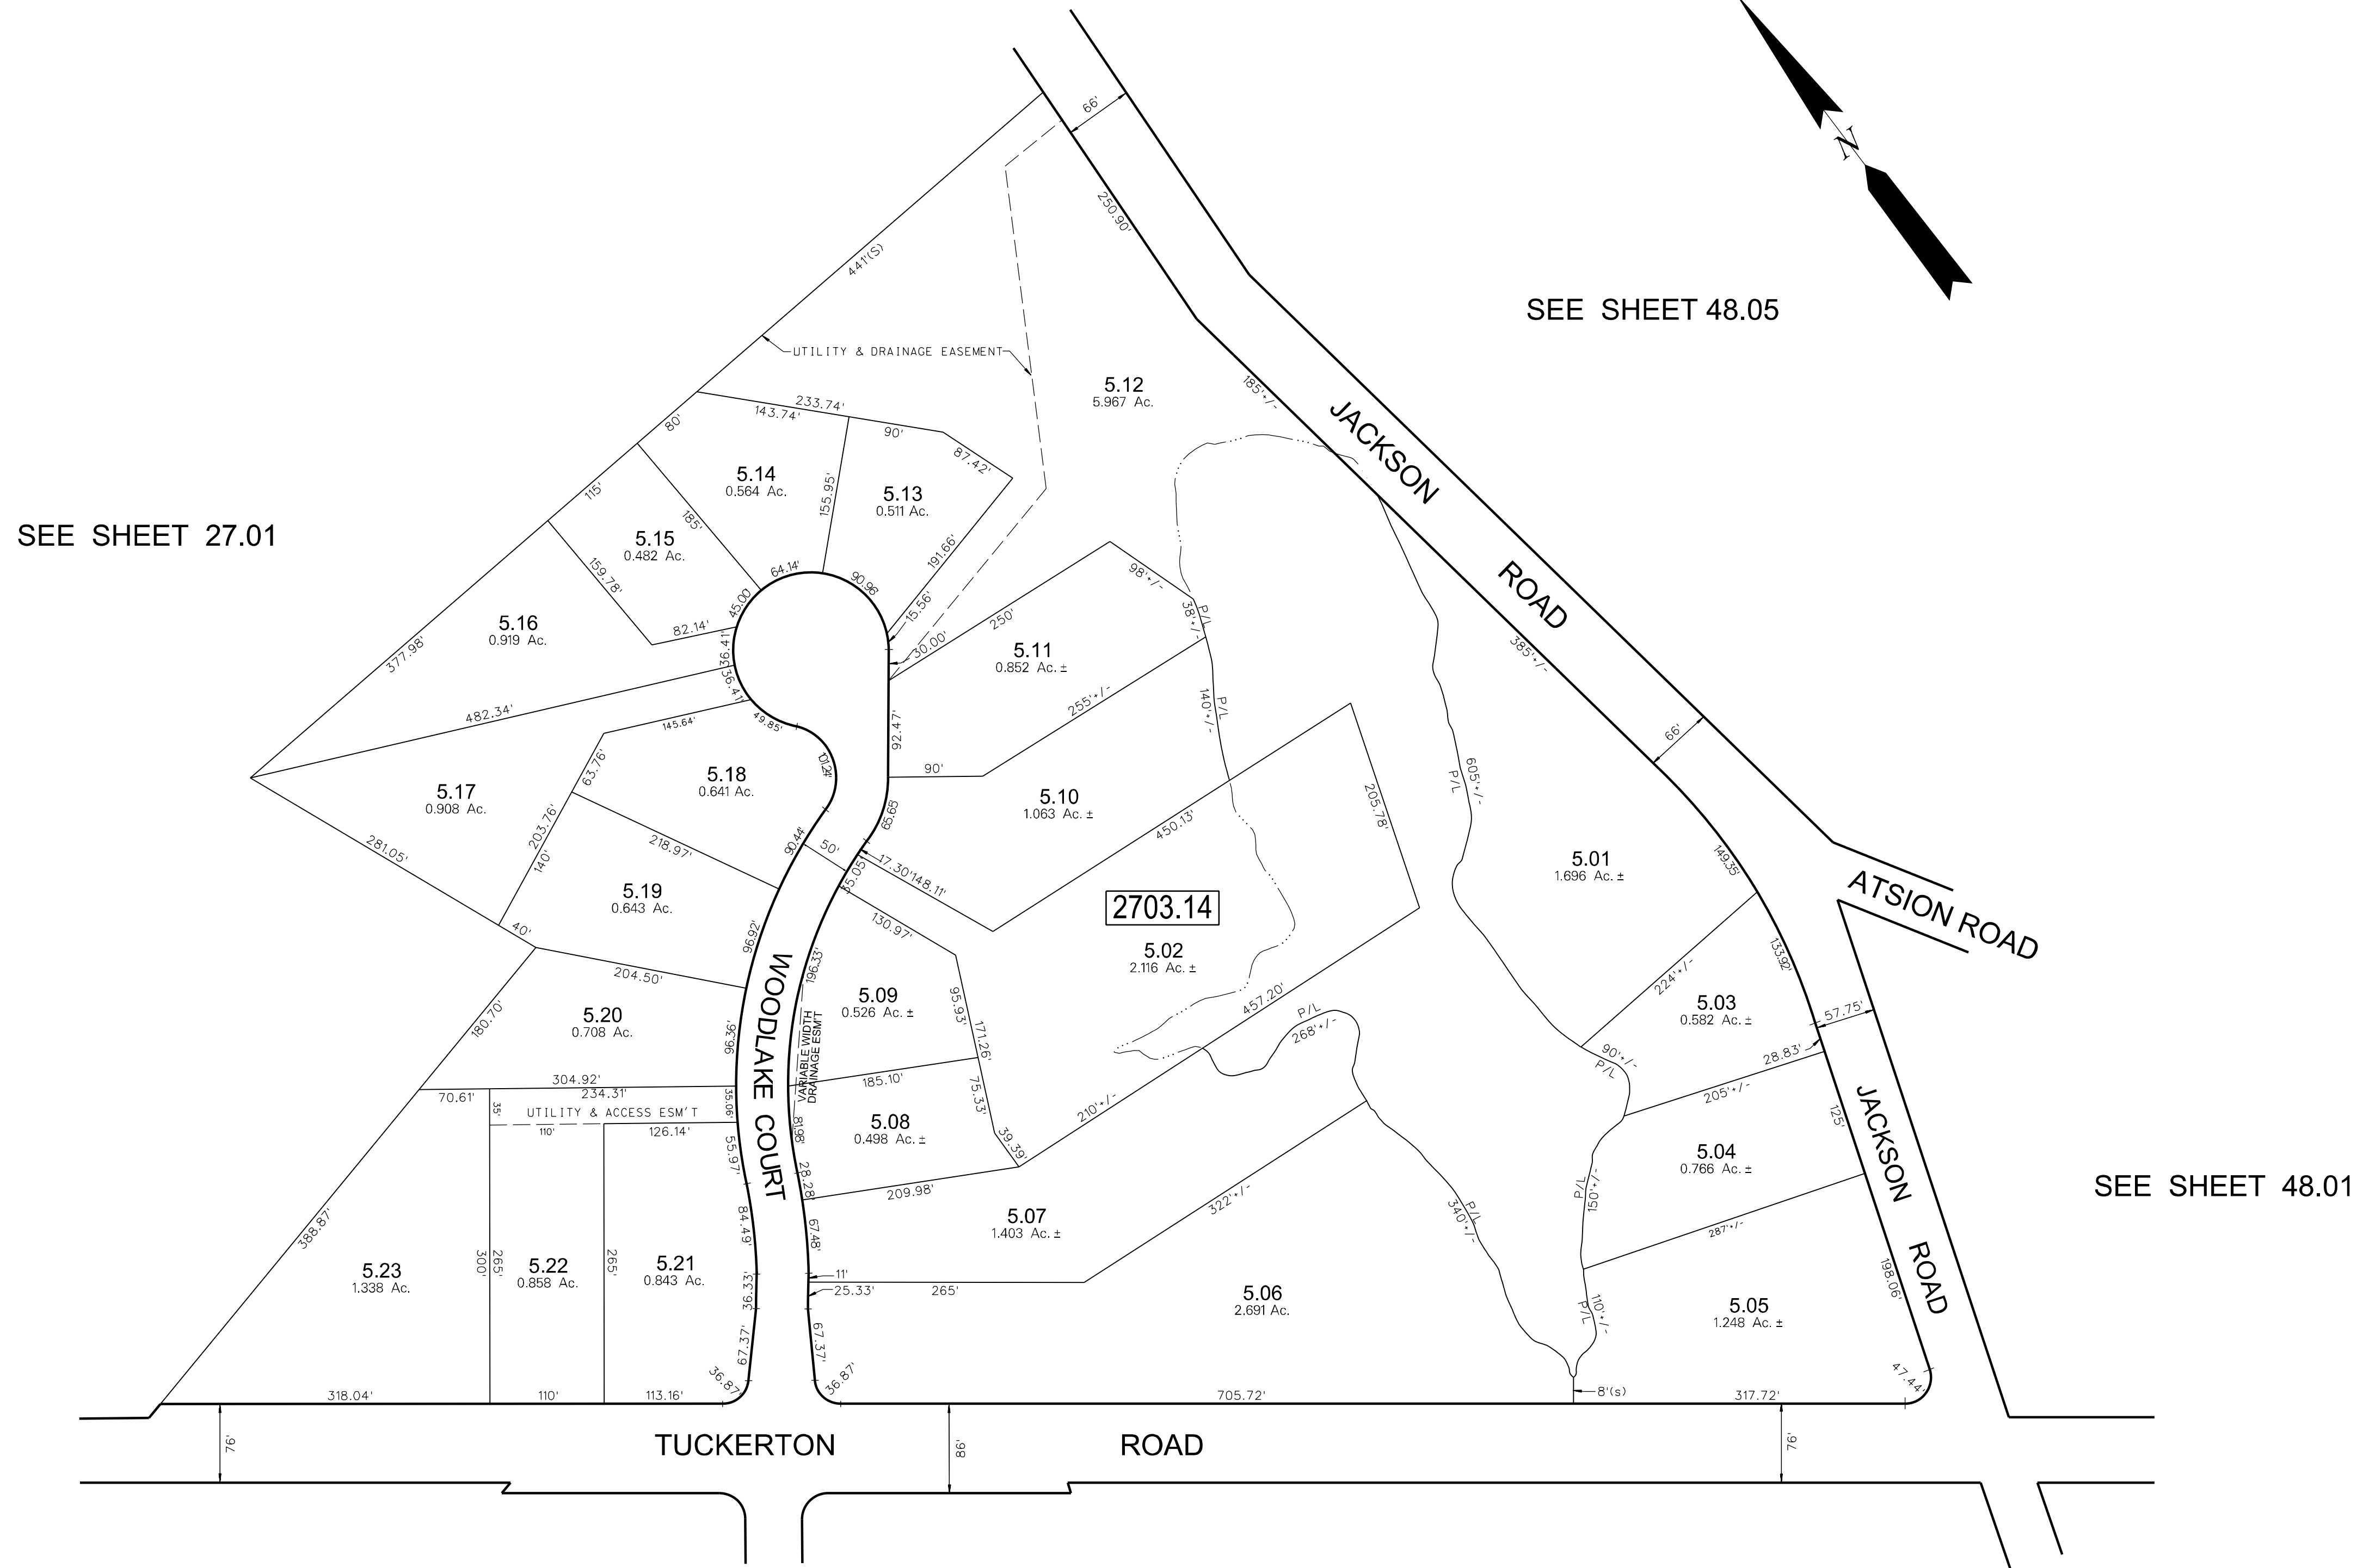 66'
N
250.90'
441'(S)
SEE SHEET 48.05
UTILITY & DRAINAGE EASEMENT
5.12
5.967 Ac.
185'+/-
JACKSON
ROAD
233.74'
143.74'
80'
90'
87.42'
5.14
0.564 Ac.
155.95'
5.13
0.511 Ac.
115'
185'
SEE SHEET 27.01
5.15
0.482 Ac.
159.78'
191.66'
64.14'
90.96'
45.00'
15.56'
98'+/-
38'+/-
P/L
5.16
0.919 Ac.
82.14'
36.41'
30.00'
250'
5.11
0.852 Ac.±
385'+/-
377.98'
36.41'
255'+/-
140'+/-
P/L
482.34'
145.64'
49.85'
92.47'
66'
63.76'
101.24'
90'
605'+/-
P/L
5.18
0.641 Ac.
5.17
0.908 Ac.
5.10
1.063 Ac.±
450.13'
205.78'
65.65'
203.76'
140'
218.97'
90.44'
50'
281.05'
17.30'
148.11'
35.05'
149.35'
5.01
1.696 Ac.±
ATSION ROAD
5.19
0.643 Ac.
2703.14
130.97'
40'
96.92'
5.02
2.116 Ac.±
133.92'
204.50'
196.33'
224'+/-
WOODLAKE COURT
5.09
0.526 Ac.±
95.93'
171.26'
457.20'
5.03
0.582 Ac.±
57.75'
180.70'
5.20
0.708 Ac.
96.36'
VARIABLE WIDTH
DRAINAGE ESM'T
P/L
268'+/-
90'+/-
P/L
28.83'
304.92'
234.31'
70.61'
35'
UTILITY & ACCESS ESM'T
35.06'
185.10'
75.33'
205'+/-
110'
126.14'
81.98'
5.08
0.498 Ac.±
39.39'
210'+/-
125'
JACKSON
55.97'
28.28'
5.04
0.766 Ac.±
SEE SHEET 48.01
209.98'
322'+/-
P/L
150'+/-
388.87'
84.49'
67.48'
5.07
1.403 Ac.±
P/L
340'+/-
287'+/-
300'
265'
265'
5.23
1.338 Ac.
5.22
0.858 Ac.
5.21
0.843 Ac.
36.33'
11'
25.33'
265'
5.06
2.691 Ac.
110'+/-
P/L
5.05
1.248 Ac.±
198.06'
ROAD
67.37'
67.37'
36.87'
36.87'
47.44'
318.04'
110'
113.16'
705.72'
8'(s)
317.72'
76'
TUCKERTON
86'
ROAD
76'